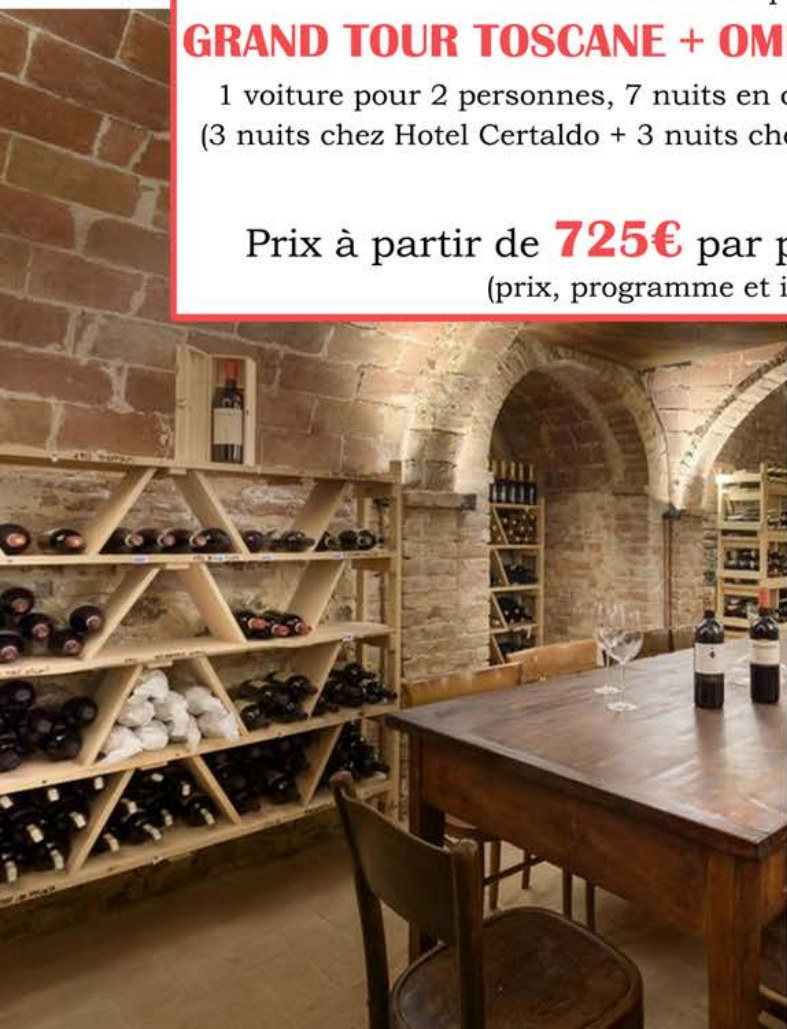 GRAND TOUR TOSCANE + OM
1 voiture pour 2 personnes, 7 nuits en
(3 nuits chez Hotel Certaldo + 3 nuits che
Prix à partir de 725€ par p
(prix, programme et i